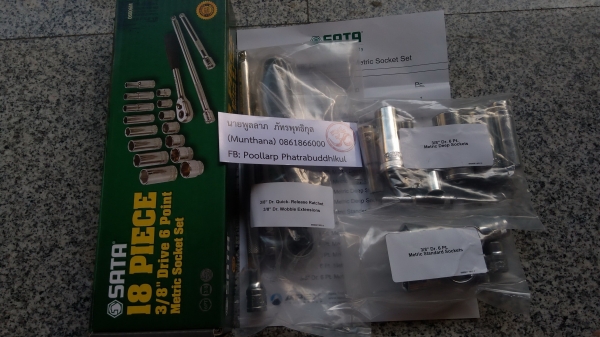 SATA
18 PIECE
3/8" Drive 6 Point
Metric Socket Set
SATA
Metric Socket Set
นายพูลลาภ ภัทรพุทธิกุล
(Munthana) 0861866000
FB: Poollarp Phatrabuddhikul
3/8" Dr. Quick Release Ratchet
3/8" Dr. Wobble Extensions
3/8" Dr. 6 Pt.
Metric Deep Sockets
3/8" Dr. 6 Pt.
Metric Standard Sockets